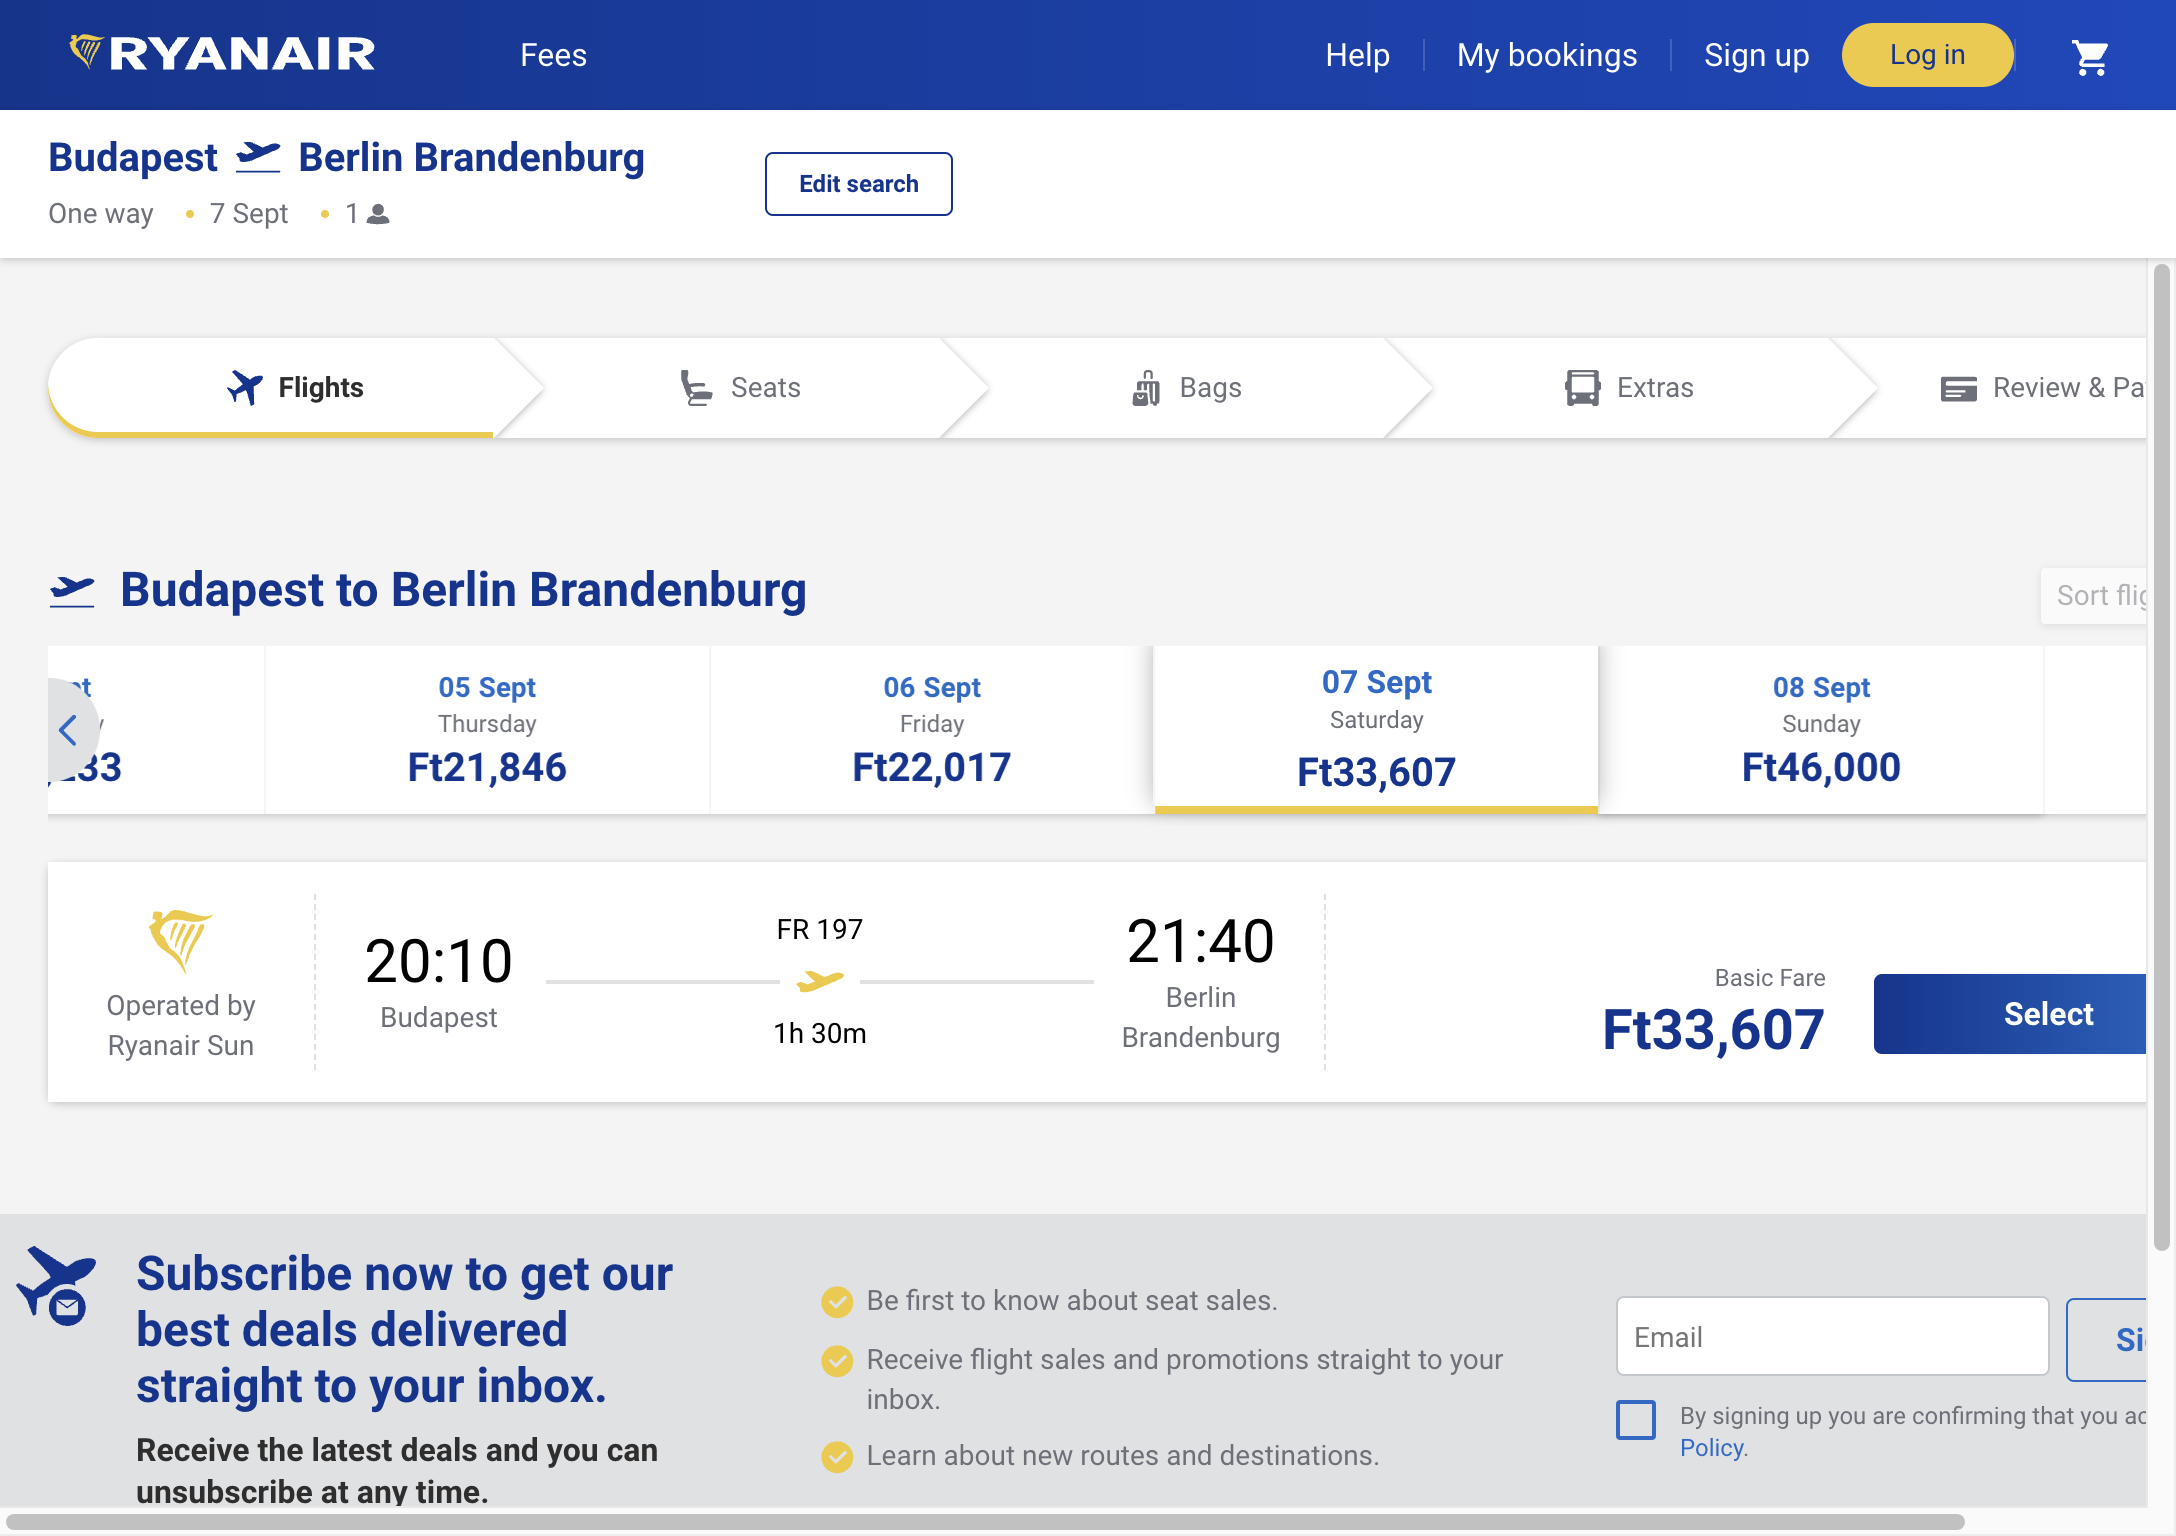 RYANAIR
Fees
Help
My bookings
Sign up
Log in
Budapest
Berlin Brandenburg
One way
7 Sept
1
Edit search
Flights
Seats
Bags
Extras
Review & Pa
Budapest to Berlin Brandenburg
Sort flig
05 Sept
Thursday
Ft21,846
06 Sept
Friday
Ft22,017
07 Sept
Saturday
Ft33,607
08 Sept
Sunday
Ft46,000
Operated by
Ryanair Sun
20:10
Budapest
FR 197
1h 30m
21:40
Berlin
Brandenburg
Basic Fare
Ft33,607
Select
Subscribe now to get our
best deals delivered
straight to your inbox.
Receive the latest deals and you can
unsubscribe at any time.
Be first to know about seat sales.
Receive flight sales and promotions straight to your
inbox.
Learn about new routes and destinations.
Email
By signing up you are confirming that you ac
Policy.